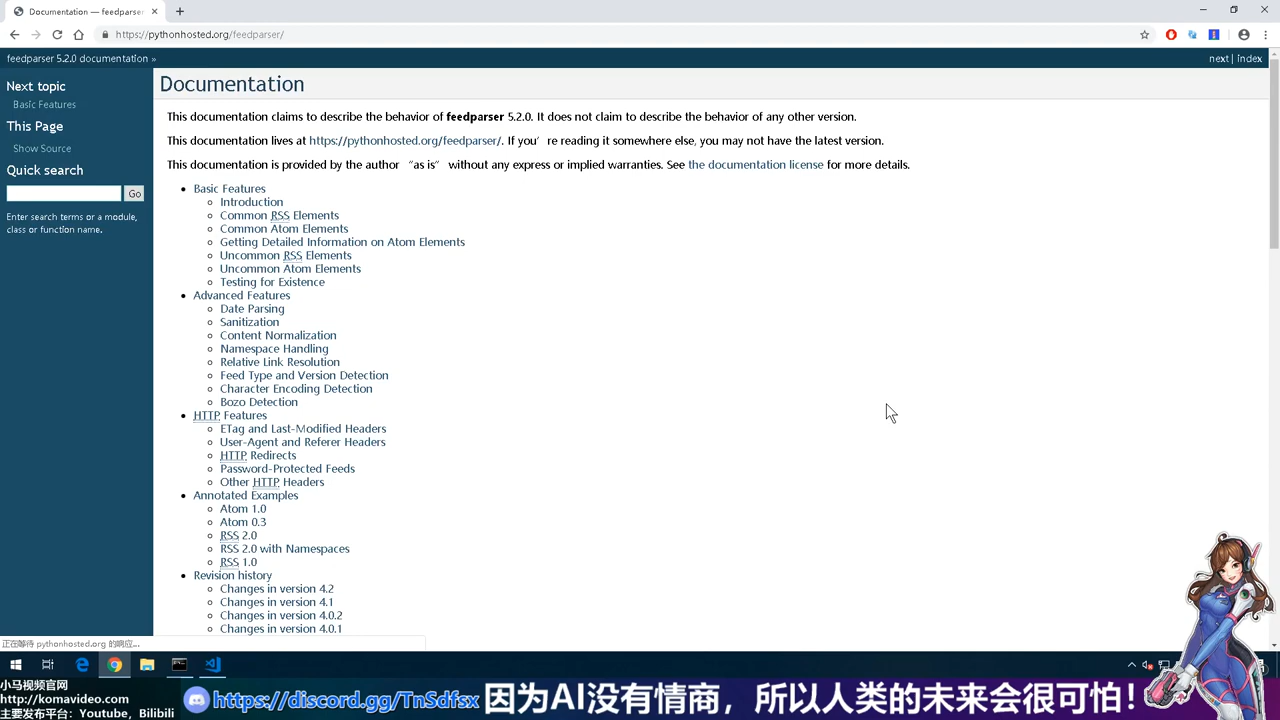 Documentation — feedparser
https://pythonhosted.org/feedparser/
feedparser 5.2.0 documentation »
next | index
Next topic
Basic Features
This Page
Show Source
Quick search
Go
Enter search terms or a module,
class or function name.
Documentation
This documentation claims to describe the behavior of feedparser 5.2.0. It does not claim to describe the behavior of any other version.
This documentation lives at https://pythonhosted.org/feedparser/. If you're reading it somewhere else, you may not have the latest version.
This documentation is provided by the author “as is” without any express or implied warranties. See the documentation license for more details.
Basic Features
Introduction
Common RSS Elements
Common Atom Elements
Getting Detailed Information on Atom Elements
Uncommon RSS Elements
Uncommon Atom Elements
Testing for Existence
Advanced Features
Date Parsing
Sanitization
Content Normalization
Namespace Handling
Relative Link Resolution
Feed Type and Version Detection
Character Encoding Detection
Bozo Detection
HTTP Features
ETag and Last-Modified Headers
User-Agent and Referer Headers
HTTP Redirects
Password-Protected Feeds
Other HTTP Headers
Annotated Examples
Atom 1.0
Atom 0.3
RSS 2.0
RSS 2.0 with Namespaces
RSS 1.0
Revision history
Changes in version 4.2
Changes in version 4.1
Changes in version 4.0.2
Changes in version 4.0.1
正在等待 pythonhosted.org 的响应...
小马视频官网
http://komavideo.com
主要发布平台：Youtube，Bilibili
https://discord.gg/TnSdfsx 因为AI没有情商，所以人类的未来会很可怕！